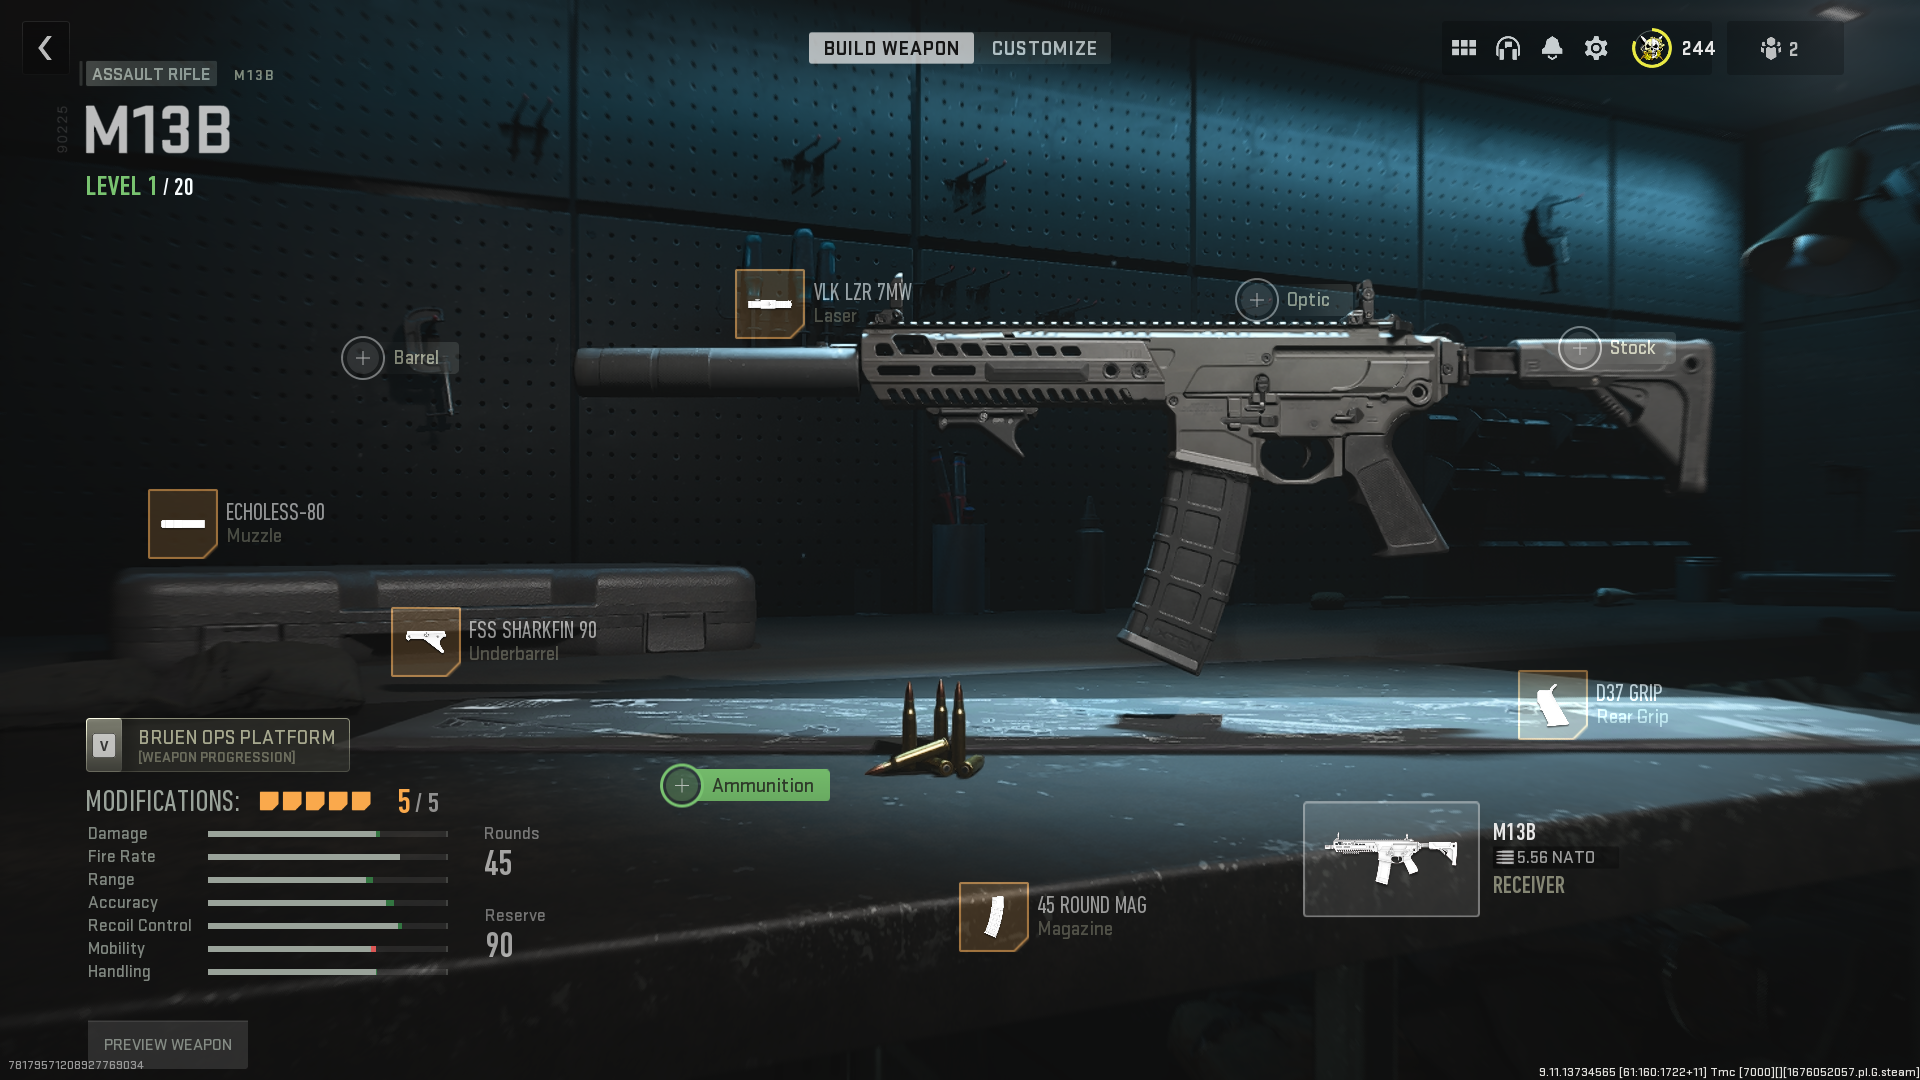 BUILD WEAPON
CUSTOMIZE
244
2
ASSAULT RIFLE
M13B
90225
M13B
LEVEL 1 / 20
VLK LZR 7MW
Laser
Optic
Barrel
Stock
ECHOLESS-80
Muzzle
FSS SHARKFIN 90
Underbarrel
D37 GRIP
Rear Grip
V
BRUEN OPS PLATFORM
[WEAPON PROGRESSION]
Ammunition
MODIFICATIONS: 5 / 5
Damage
Fire Rate
Range
Accuracy
Recoil Control
Mobility
Handling
Rounds
45
Reserve
90
45 ROUND MAG
Magazine
M13B
5.56 NATO
RECEIVER
PREVIEW WEAPON
78179571208927769034
9.11.13734565 [61:160:1722+11] Tmc [7000][][1676052057.pl.G.steam]